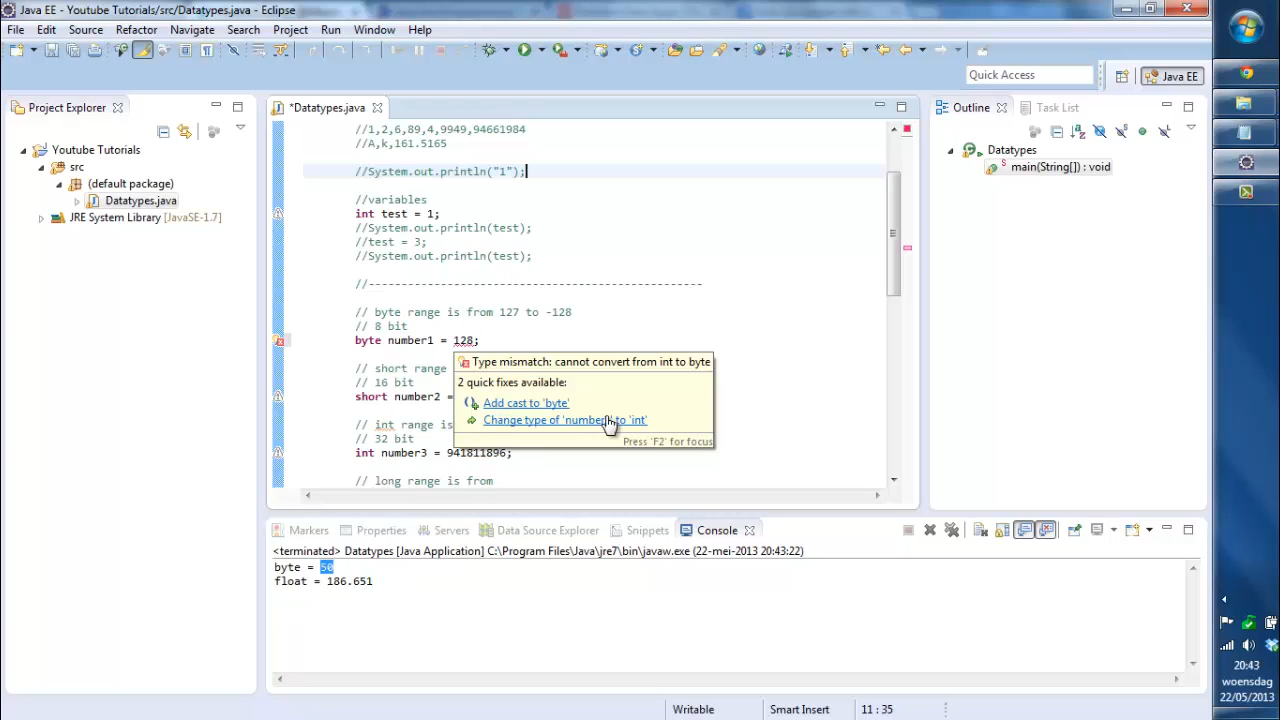 Java EE - Youtube Tutorials/src/Datatypes.java - Eclipse
File Edit Source Refactor Navigate Search Project Run Window Help
Quick Access
Java EE
Project Explorer
*Datatypes.java
Outline
Task List
Youtube Tutorials
src
(default package)
Datatypes.java
JRE System Library [JavaSE-1.7]
//1,2,6,89,4,9949,94661984
//A,k,161.5165
//System.out.println("1");
//variables
int test = 1;
//System.out.println(test);
//test = 3;
//System.out.println(test);
//---------------------------------------------------
// byte range is from 127 to -128
// 8 bit
byte number1 = 128;
// short range
// 16 bit
short number2 =
// int range is
// 32 bit
int number3 = 941811896;
// long range is from
Type mismatch: cannot convert from int to byte
2 quick fixes available:
Add cast to 'byte'
Change type of to 'int'
Press 'F2' for focus
Datatypes
main(String[]) : void
Markers Properties Servers Data Source Explorer Snippets Console
<terminated> Datatypes [Java Application] C:\Program Files\Java\jre7\bin\javaw.exe (22-mei-2013 20:43:22)
byte = 50
float = 186.651
Writable
Smart Insert
11 : 35
20:43
woensdag
22/05/2013